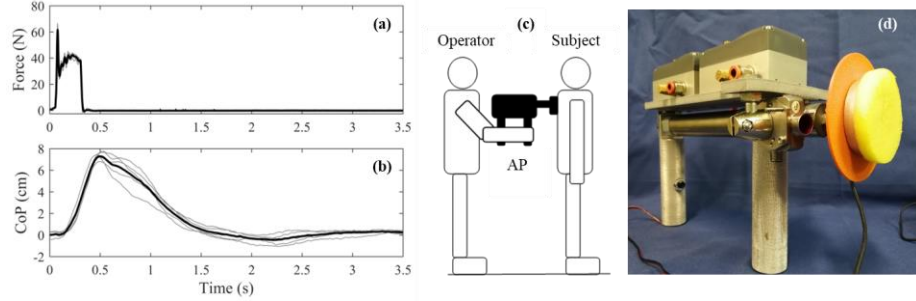 (a)
Force (N)
80
60
40
20
0
0 0.5 1 1.5 2 2.5 3 3.5
(b)
CoP (cm)
8
6
4
2
0
-2
0 0.5 1 1.5 2 2.5 3 3.5
Time (s)
(c)
Operator Subject
AP
(d)